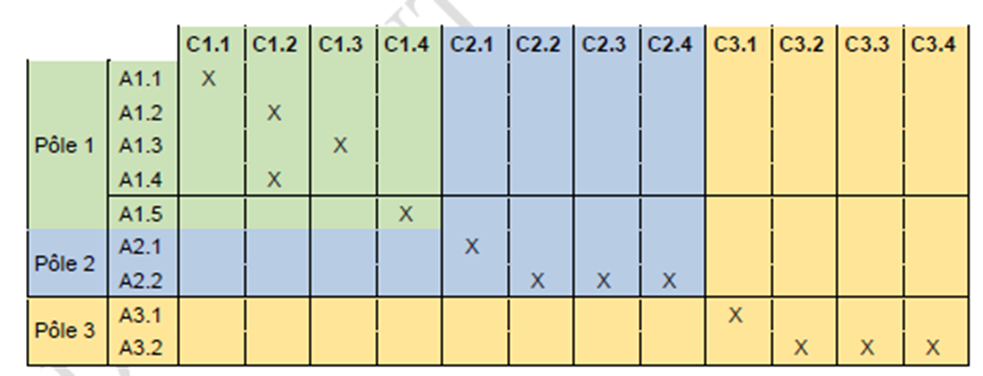 C1.1 C1.2 C1.3 C1.4 C2.1 C2.2 C2.3 C2.4 C3.1 C3.2 C3.3 C3.4
A1.1 X
A1.2 X
Pôle 1 A1.3 X
A1.4 X
A1.5 X
Pôle 2 A2.1 X
A2.2 X X X
Pôle 3 A3.1 X
A3.2 X X X